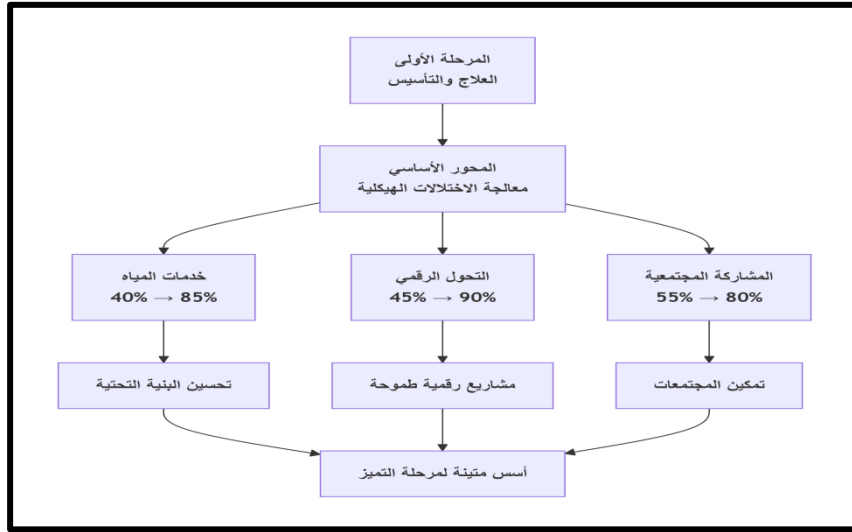 المرحلة الأولى
العلاج والتأسيس
المحور الأساسي
معالجة الاختلالات الهيكلية
المشاركة المجتمعية
55% → 80%
التحول الرقمي
45% → 90%
خدمات المياه
40% → 85%
تمكين المجتمعات
مشاريع رقمية طموحة
تحسين البنية التحتية
أسس متينة لمرحلة التميز